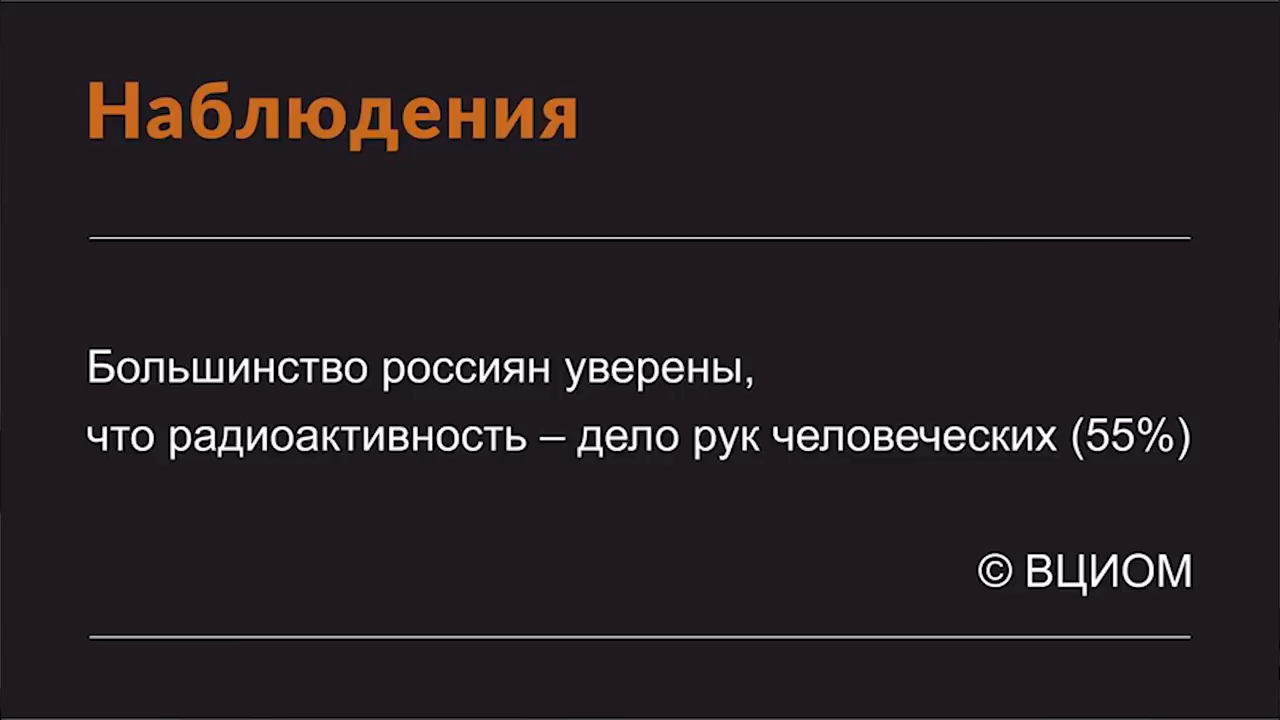 Наблюдения
Большинство россиян уверены,
что радиоактивность – дело рук человеческих (55%)
© ВЦИОМ